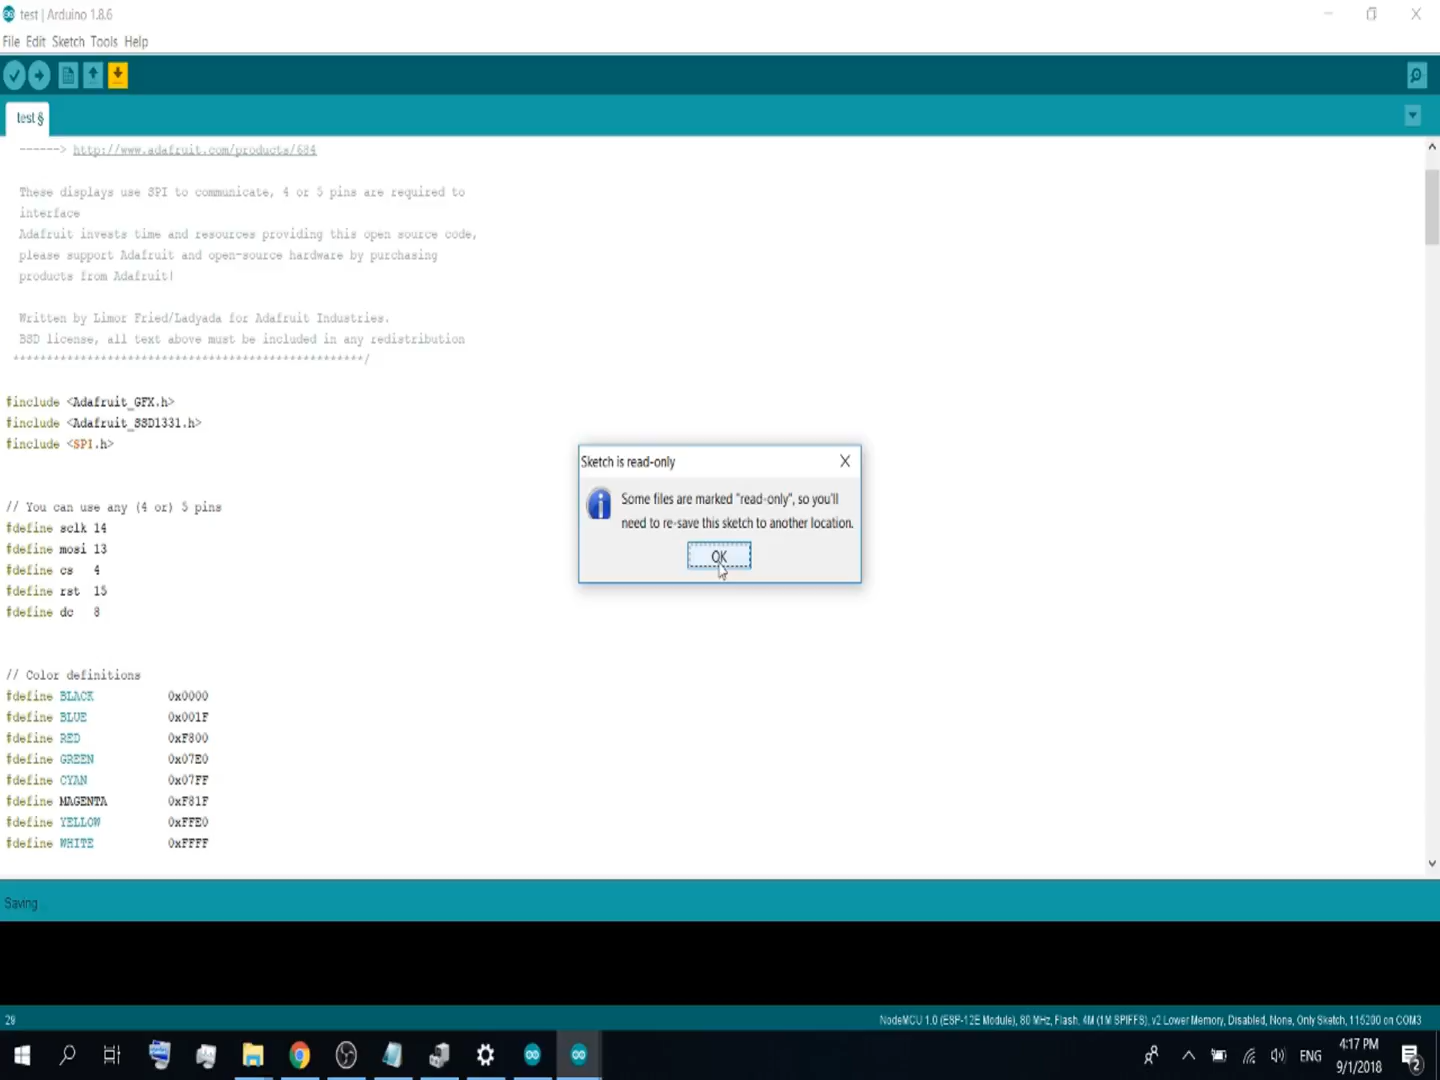 test | Arduino 1.8.6
File Edit Sketch Tools Help
test §
------> http://www.adafruit.com/products/684
These displays use SPI to communicate, 4 or 5 pins are required to
interface
Adafruit invests time and resources providing this open source code,
please support Adafruit and open-source hardware by purchasing
products from Adafruit!
Written by Limor Fried/Ladyada for Adafruit Industries.
BSD license, all text above must be included in any redistribution
****************************************************/
#include <Adafruit_GFX.h>
#include <Adafruit_SSD1331.h>
#include <SPI.h>
// You can use any (4 or) 5 pins
#define sclk 14
#define mosi 13
#define cs 4
#define rst 15
#define dc 8
// Color definitions
#define BLACK 0x0000
#define BLUE 0x001F
#define RED 0xF800
#define GREEN 0x07E0
#define CYAN 0x07FF
#define MAGENTA 0xF81F
#define YELLOW 0xFFE0
#define WHITE 0xFFFF
Sketch is read-only
X
Some files are marked "read-only", so you'll
need to re-save this sketch to another location.
OK
Saving
29
NodeMCU 1.0 (ESP-12E Module), 80 MHz, Flash, 4M (1M SPIFFS), v2 Lower Memory, Disabled, None, Only Sketch, 115200 on COM3
ENG
4:17 PM
9/1/2018
2